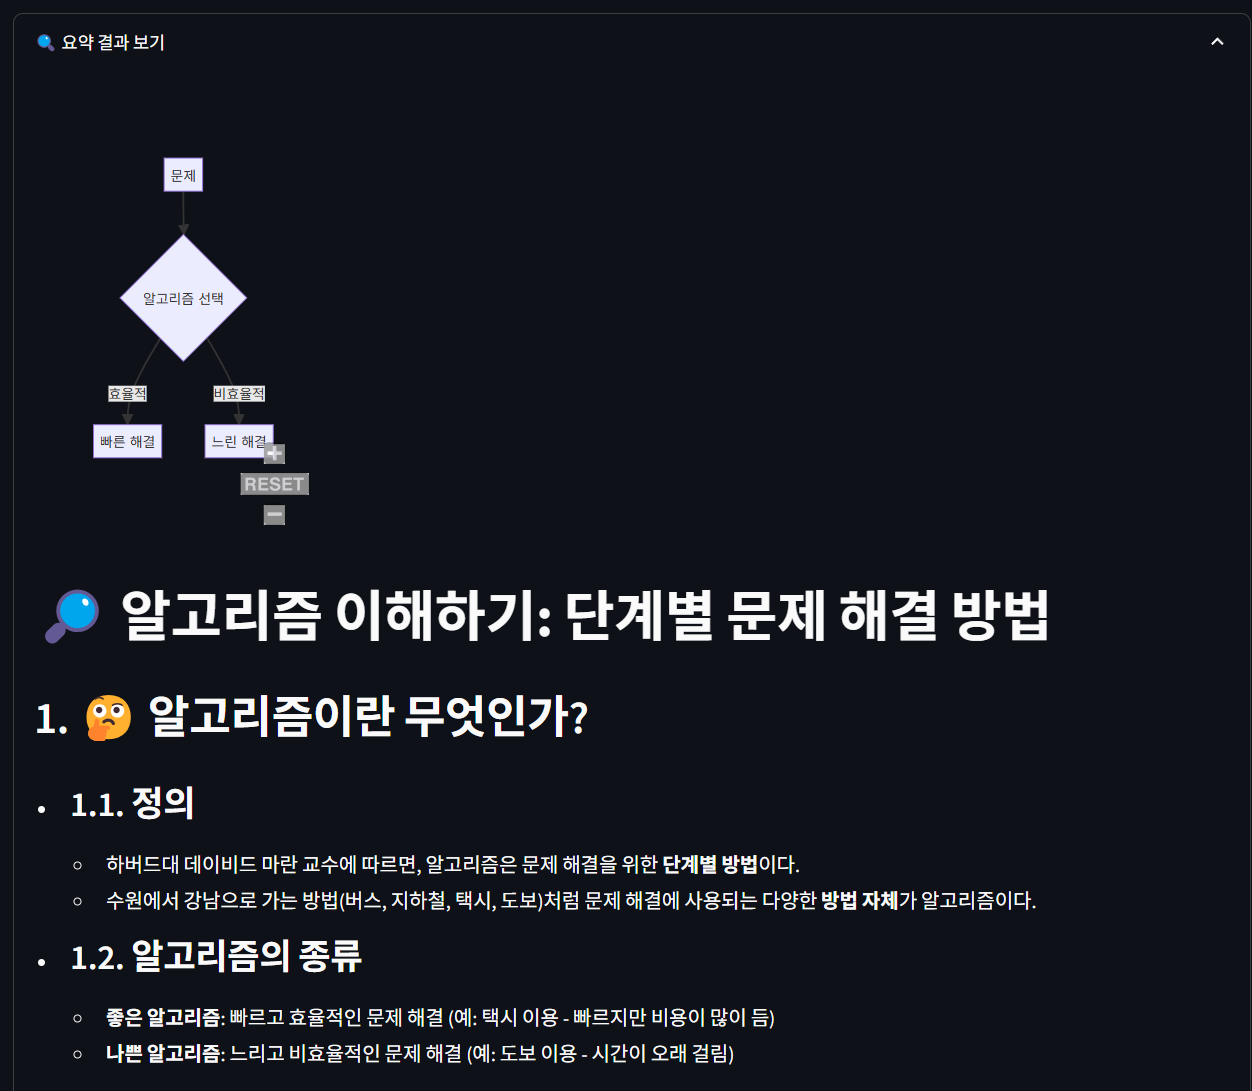 요약 결과 보기
문제
알고리즘 선택
효율적
비효율적
빠른 해결
느린 해결
+
RESET
−
알고리즘 이해하기: 단계별 문제 해결 방법
1. 🤔 알고리즘이란 무엇인가?
• 1.1. 정의
○ 하버드대 데이비드 마란 교수에 따르면, 알고리즘은 문제 해결을 위한 단계별 방법이다.
○ 수원에서 강남으로 가는 방법(버스, 지하철, 택시, 도보)처럼 문제 해결에 사용되는 다양한 방법 자체가 알고리즘이다.
• 1.2. 알고리즘의 종류
○ 좋은 알고리즘: 빠르고 효율적인 문제 해결 (예: 택시 이용 - 빠르지만 비용이 많이 듬)
○ 나쁜 알고리즘: 느리고 비효율적인 문제 해결 (예: 도보 이용 - 시간이 오래 걸림)